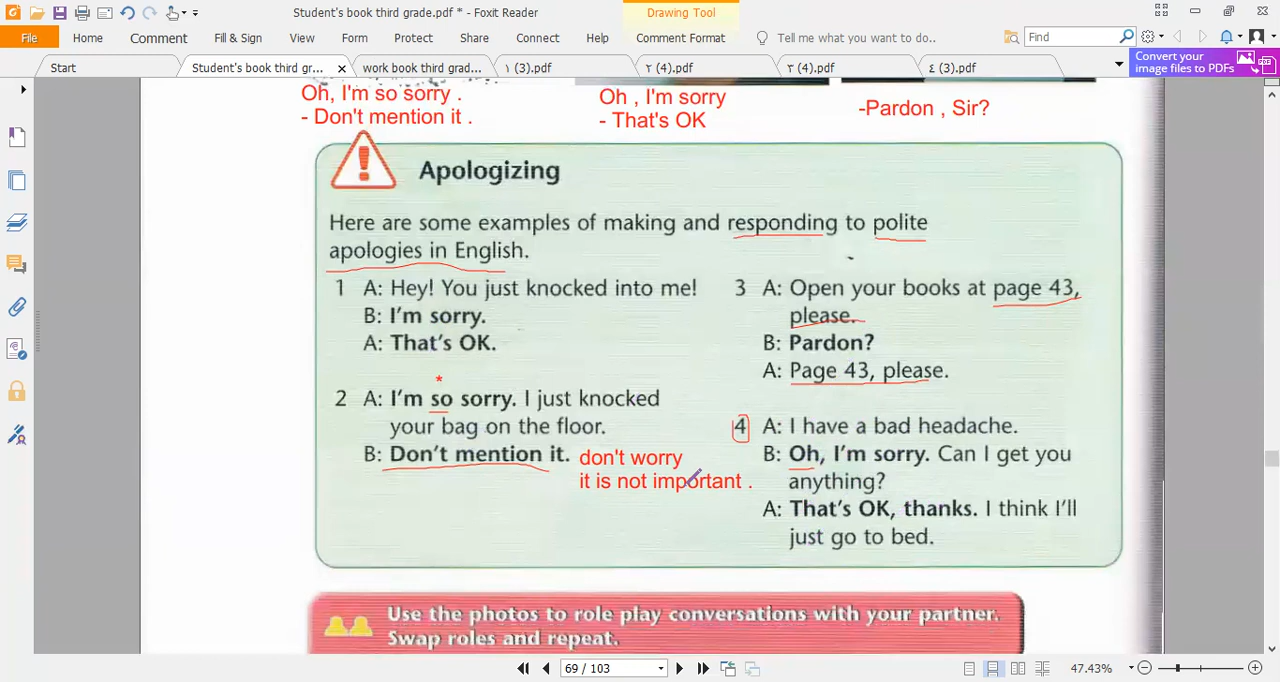 Student's book third grade.pdf * - Foxit Reader
Drawing Tool
File
Home
Comment
Fill & Sign
View
Form
Protect
Share
Connect
Help
Comment Format
Tell me what you want to do..
Find
Start
Student's book third gr...
work book third grad...
١ (3).pdf
٢ (4).pdf
٣ (4).pdf
٤ (3).pdf
Convert your
image files to PDFs
Oh, I'm so sorry .
- Don't mention it .
Oh , I'm sorry
- That's OK
-Pardon , Sir?
Apologizing
Here are some examples of making and responding to polite
apologies in English.
1 A: Hey! You just knocked into me!
B: I'm sorry.
A: That's OK.
*
2 A: I'm so sorry. I just knocked
your bag on the floor.
B: Don't mention it.
don't worry
it is not important .
3 A: Open your books at page 43,
please.
B: Pardon?
A: Page 43, please.
4 A: I have a bad headache.
B: Oh, I'm sorry. Can I get you
anything?
A: That's OK, thanks. I think I'll
just go to bed.
Use the photos to role play conversations with your partner.
Swap roles and repeat.
69 / 103
47.43%